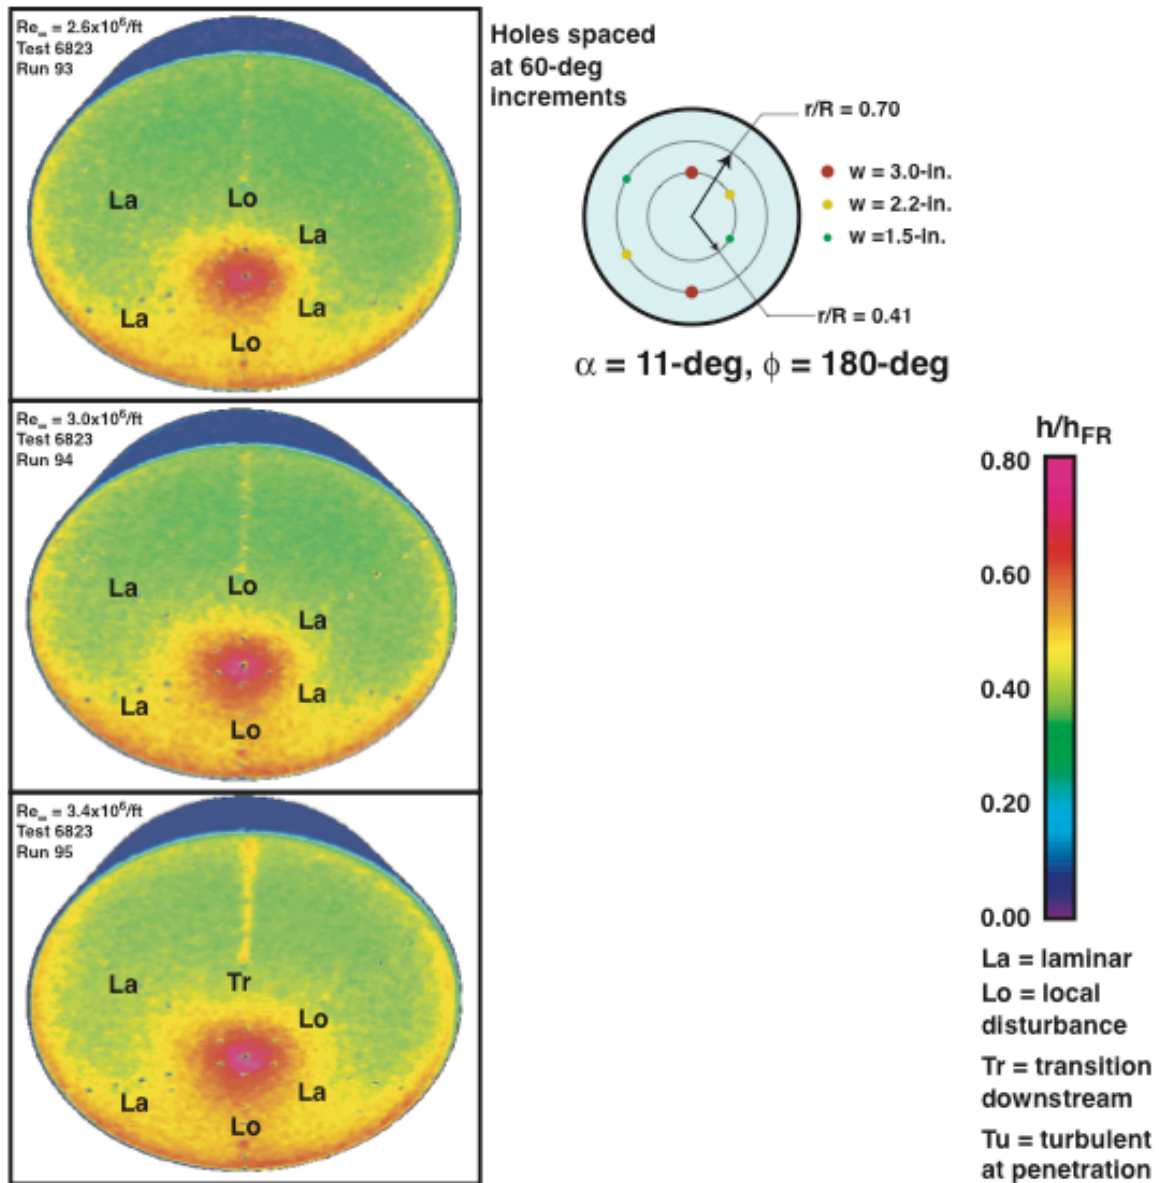 Re∞ = 2.6x10⁶/ft
Test 6823
Run 93
La
Lo
La
La
La
Lo
Holes spaced
at 60-deg
increments
r/R = 0.70
w = 3.0-in.
w = 2.2-in.
w =1.5-in.
r/R = 0.41
α = 11-deg, ϕ = 180-deg
Re∞ = 3.0x10⁶/ft
Test 6823
Run 94
La
Lo
La
La
La
Lo
Re∞ = 3.4x10⁶/ft
Test 6823
Run 95
La
Tr
Lo
La
La
Lo
h/hFR
0.80
0.60
0.40
0.20
0.00
La = laminar
Lo = local
disturbance
Tr = transition
downstream
Tu = turbulent
at penetration